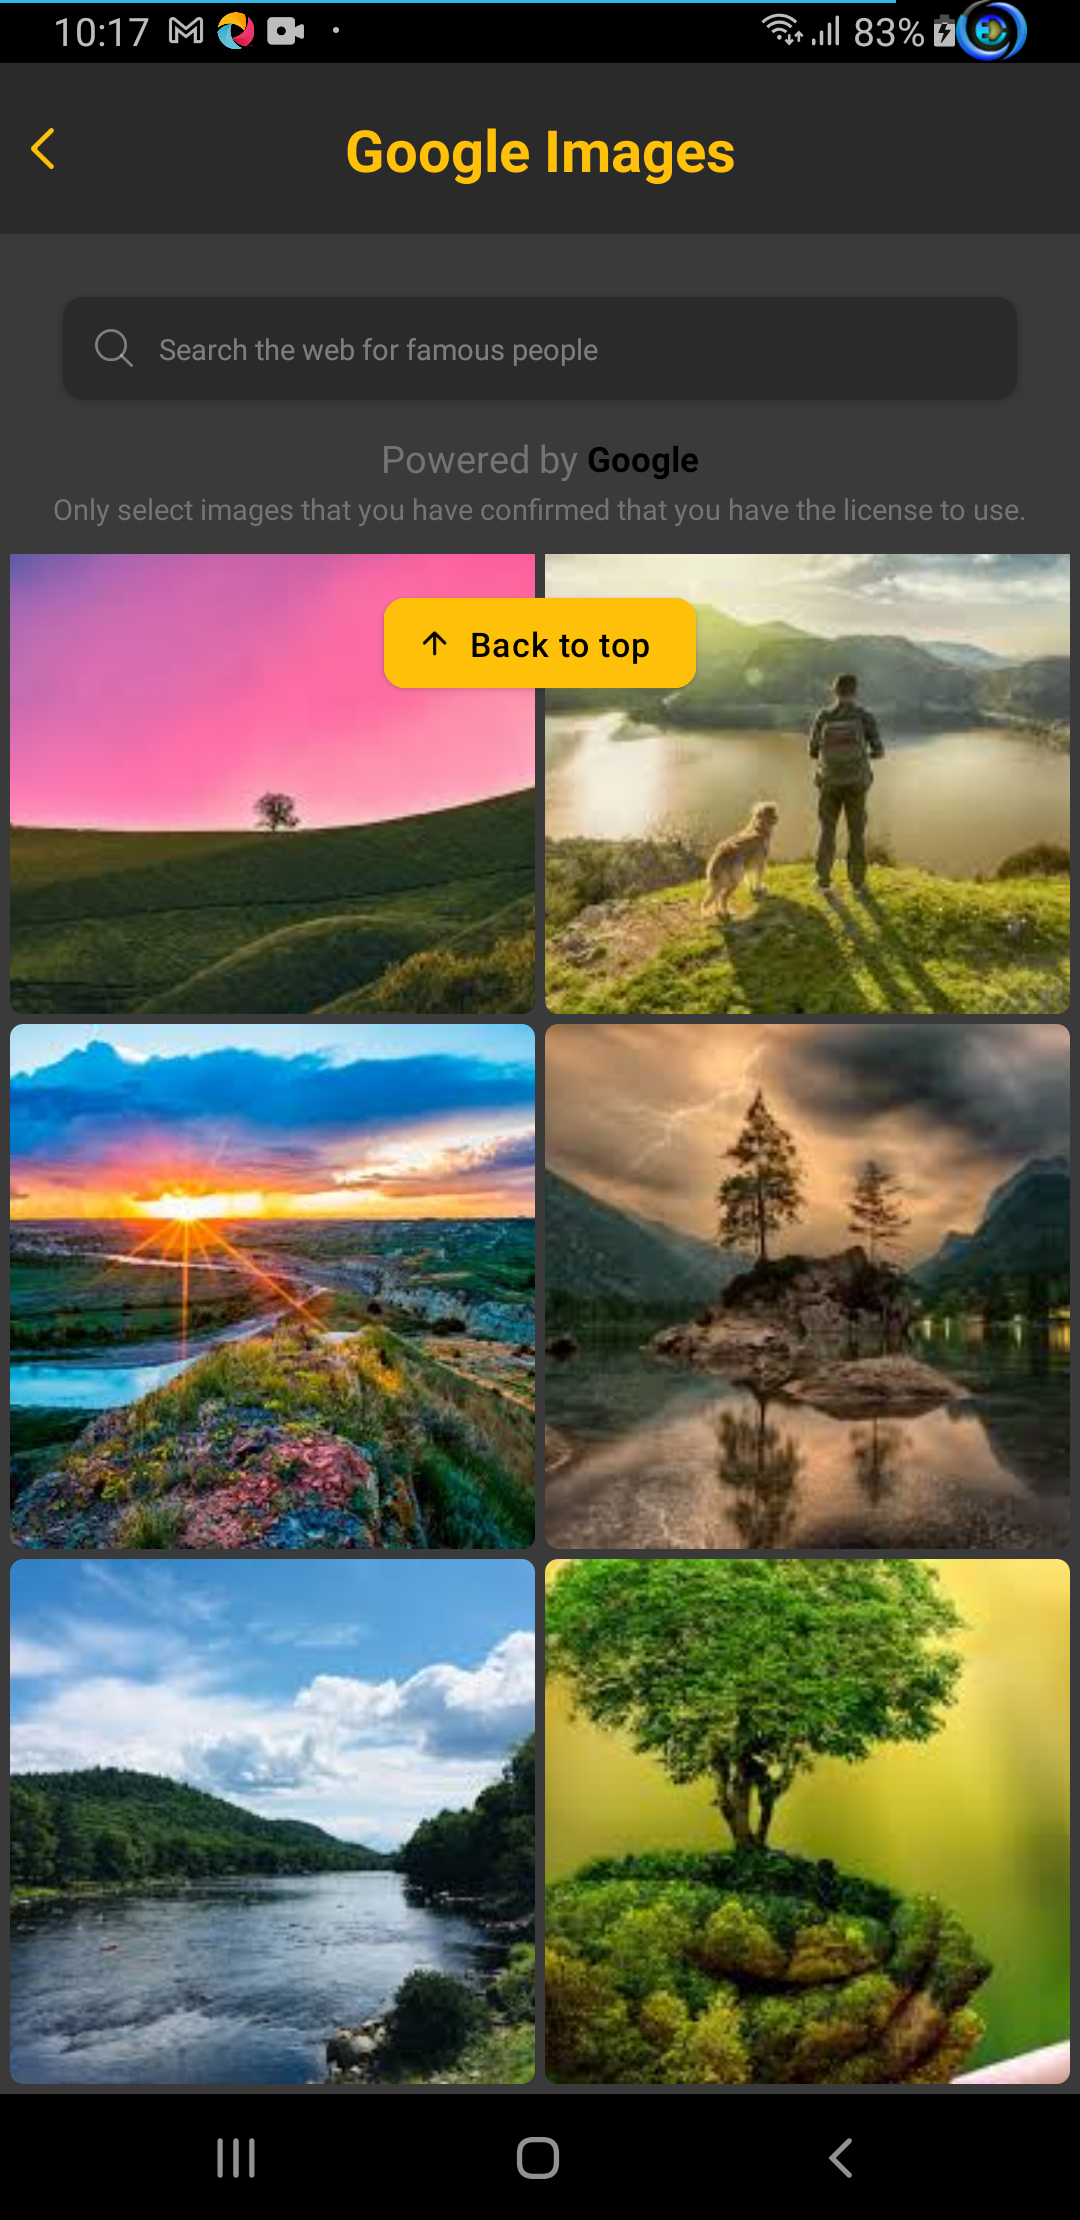 10:17
83%
Google Images
Search the web for famous people
Powered by Google
Only select images that you have confirmed that you have the license to use.
Back to top